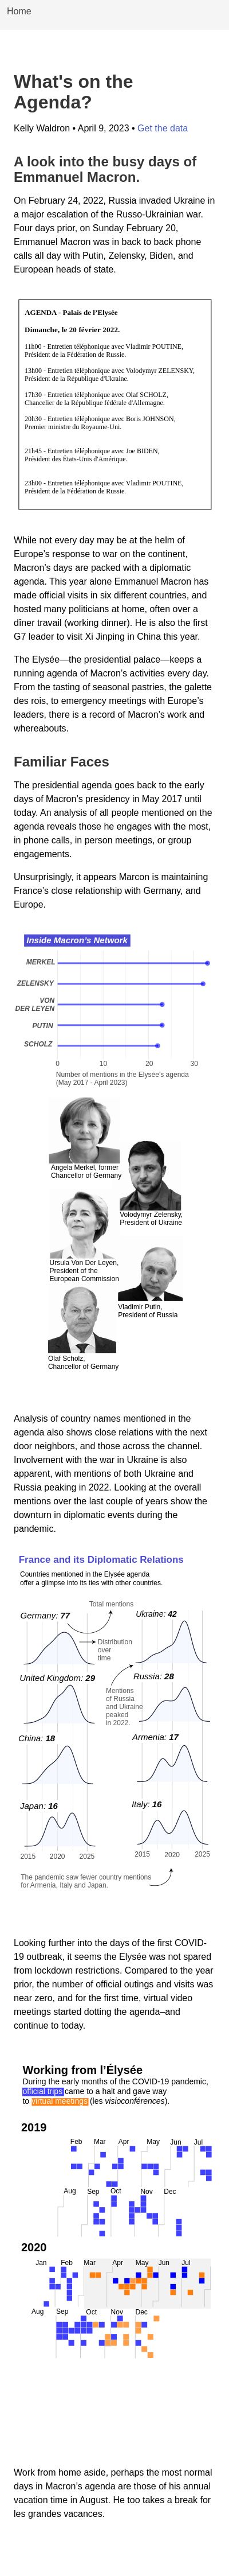 Home
What's on the
Agenda?
Kelly Waldron • April 9, 2023 • Get the data
A look into the busy days of
Emmanuel Macron.
On February 24, 2022, Russia invaded Ukraine in
a major escalation of the Russo-Ukrainian war.
Four days prior, on Sunday February 20,
Emmanuel Macron was in back to back phone
calls all day with Putin, Zelensky, Biden, and
European heads of state.
AGENDA - Palais de l'Elysée
Dimanche, le 20 février 2022.
11h00 - Entretien téléphonique avec Vladimir POUTINE,
Président de la Fédération de Russie.
13h00 - Entretien téléphonique avec Volodymyr ZELENSKY,
Président de la République d'Ukraine.
17h30 - Entretien téléphonique avec Olaf SCHOLZ,
Chancelier de la République fédérale d'Allemagne.
20h30 - Entretien téléphonique avec Boris JOHNSON,
Premier ministre du Royaume-Uni.
21h45 - Entretien téléphonique avec Joe BIDEN,
Président des États-Unis d'Amérique.
23h00 - Entretien téléphonique avec Vladimir POUTINE,
Président de la Fédération de Russie.
While not every day may be at the helm of
Europe's response to war on the continent,
Macron's days are packed with a diplomatic
agenda. This year alone Emmanuel Macron has
made official visits in six different countries, and
hosted many politicians at home, often over a
dîner travail (working dinner). He is also the first
G7 leader to visit Xi Jinping in China this year.
The Elysée—the presidential palace—keeps a
running agenda of Macron's activities every day.
From the tasting of seasonal pastries, the galette
des rois, to emergency meetings with Europe's
leaders, there is a record of Macron's work and
whereabouts.
Familiar Faces
The presidential agenda goes back to the early
days of Macron's presidency in May 2017 until
today. An analysis of all people mentioned on the
agenda reveals those he engages with the most,
in phone calls, in person meetings, or group
engagements.
Unsurprisingly, it appears Marcon is maintaining
France's close relationship with Germany, and
Europe.
Inside Macron's Network
MERKEL
ZELENSKY
VON
DER LEYEN
PUTIN
SCHOLZ
0 10 20 30
Number of mentions in the Elysée's agenda
(May 2017 - April 2023)
Angela Merkel, former
Chancellor of Germany
Volodymyr Zelensky,
President of Ukraine
Ursula Von Der Leyen,
President of the
European Commission
Vladimir Putin,
President of Russia
Olaf Scholz,
Chancellor of Germany
Analysis of country names mentioned in the
agenda also shows close relations with the next
door neighbors, and those across the channel.
Involvement with the war in Ukraine is also
apparent, with mentions of both Ukraine and
Russia peaking in 2022. Looking at the overall
mentions over the last couple of years show the
downturn in diplomatic events during the
pandemic.
France and its Diplomatic Relations
Countries mentioned in the Elysée agenda
offer a glimpse into its ties with other countries.
Total mentions
Germany: 77
Ukraine: 42
Distribution
over
time
United Kingdom: 29
Russia: 28
Mentions
of Russia
and Ukraine
peaked
in 2022.
China: 18
Armenia: 17
Japan: 16
Italy: 16
2015 2020 2025
2015 2020 2025
The pandemic saw fewer country mentions
for Armenia, Italy and Japan.
Looking further into the days of the first COVID-
19 outbreak, it seems the Elysée was not spared
from lockdown restrictions. Compared to the year
prior, the number of official outings and visits was
near zero, and for the first time, virtual video
meetings started dotting the agenda–and
continue to today.
Working from l'Élysée
During the early months of the COVID-19 pandemic,
official trips came to a halt and gave way
to virtual meetings (les visioconférences).
2019
Feb Mar Apr May Jun Jul
Aug Sep Oct Nov Dec
2020
Jan Feb Mar Apr May Jun Jul
Aug Sep Oct Nov Dec
Work from home aside, perhaps the most normal
days in Macron's agenda are those of his annual
vacation time in August. He too takes a break for
les grandes vacances.